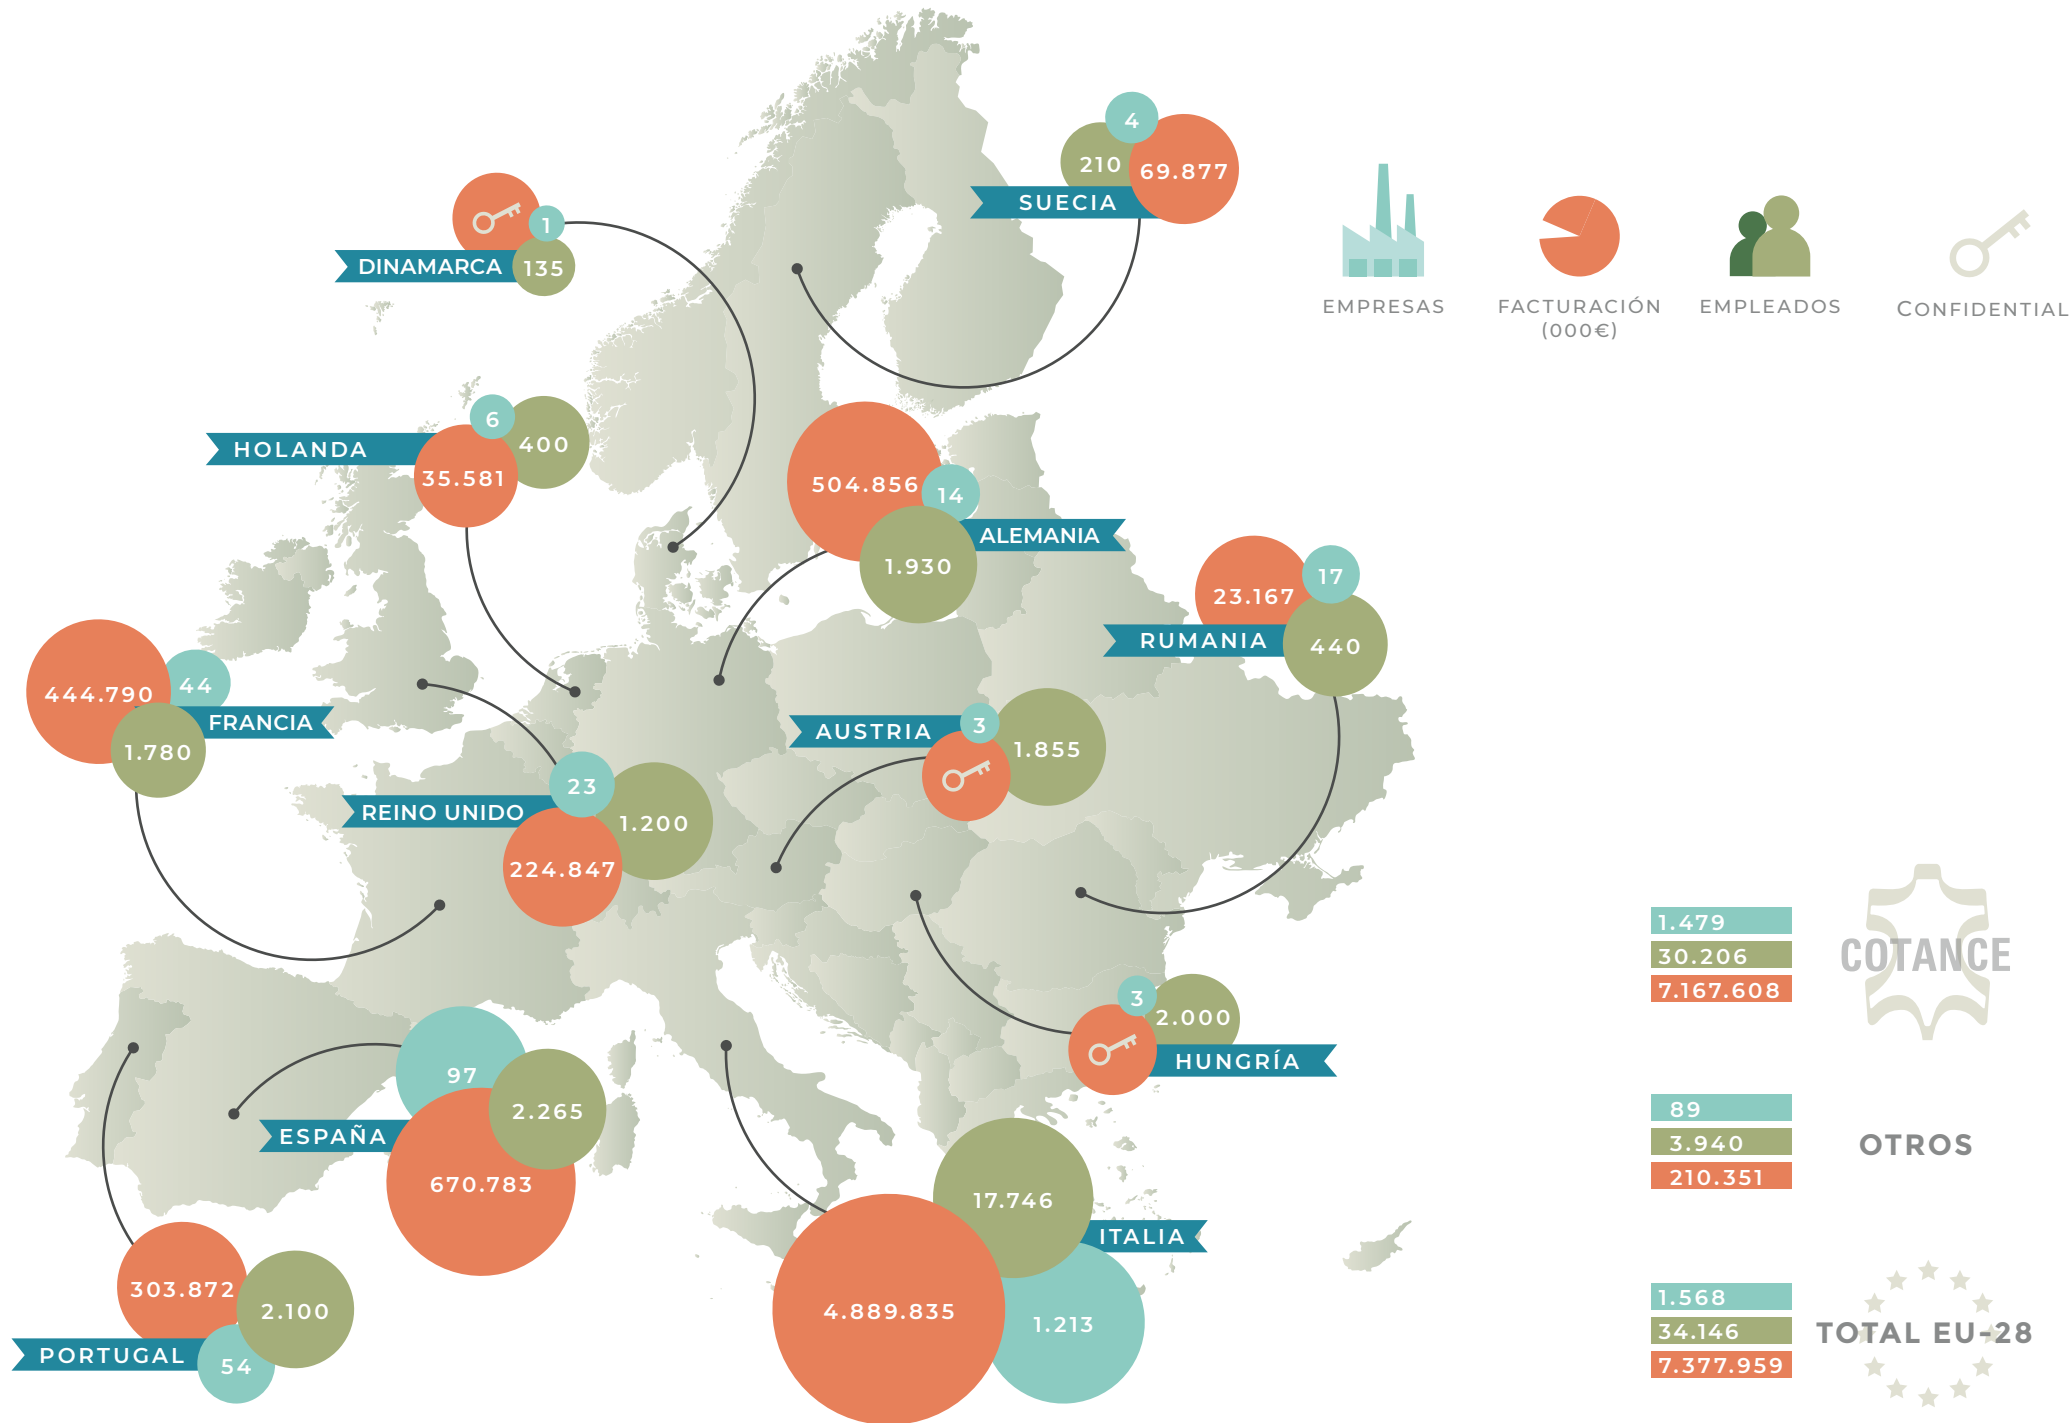 4
210
69.877
SUECIA
1
DINAMARCA
135
EMPRESAS
FACTURACIÓN
(000€)
EMPLEADOS
CONFIDENTIAL
6
400
HOLANDA
35.581
504.856
14
ALEMANIA
1.930
17
23.167
RUMANIA
440
444.790
44
FRANCIA
1.780
3
AUSTRIA
1.855
23
REINO UNIDO
1.200
224.847
1.479
30.206
7.167.608
COTANCE
3
2.000
HUNGRÍA
97
2.265
ESPAÑA
670.783
89
3.940
210.351
OTROS
17.746
ITALIA
4.889.835
1.213
303.872
2.100
PORTUGAL
54
1.568
34.146
7.377.959
TOTAL EU-28